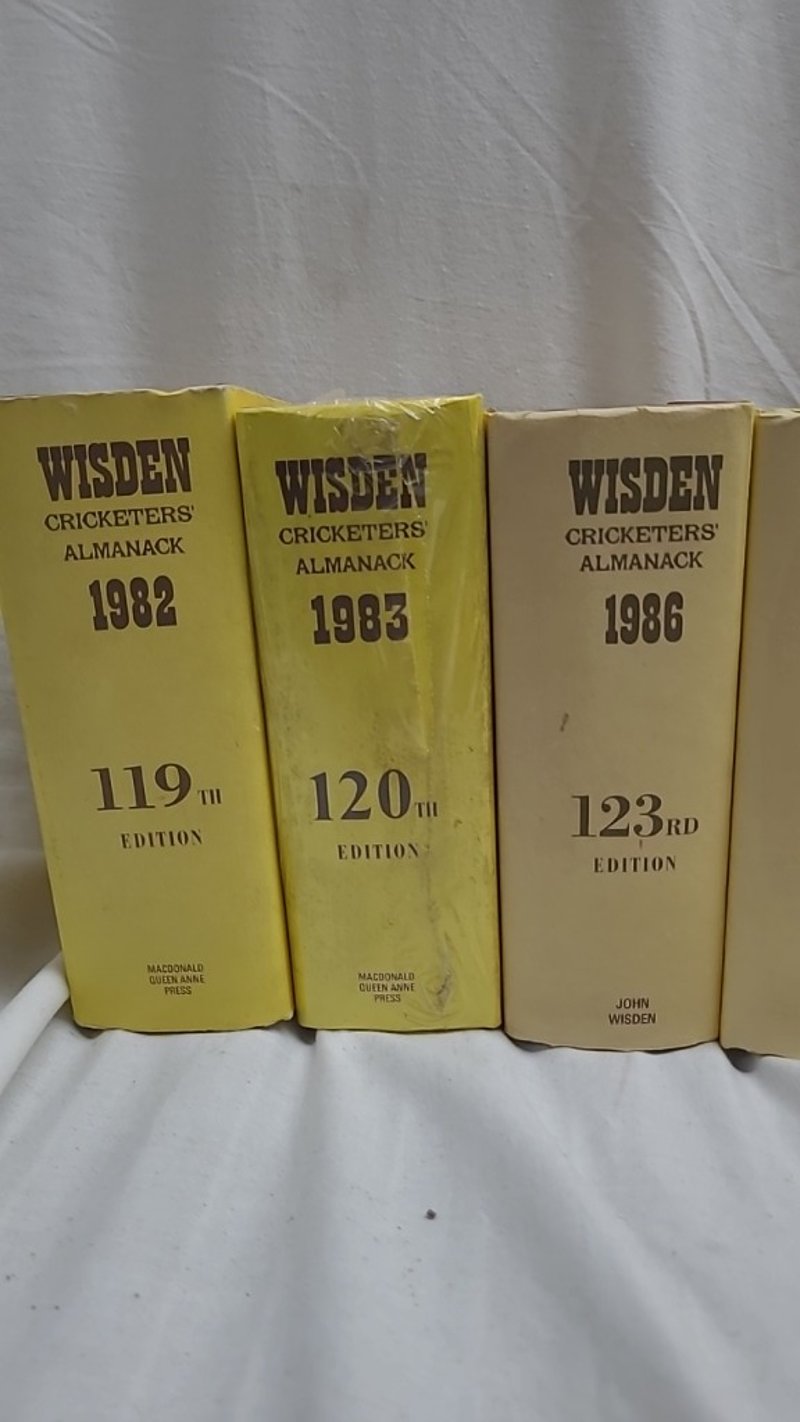 WISDEN
CRICKETERS'
ALMANACK
1982
119TH
EDITION
MACDONALD
QUEEN ANNE
PRESS
WISDEN
CRICKETERS'
ALMANACK
1983
120TH
EDITION
MACDONALD
QUEEN ANNE
PRESS
WISDEN
CRICKETERS'
ALMANACK
1986
123RD
EDITION
JOHN
WISDEN